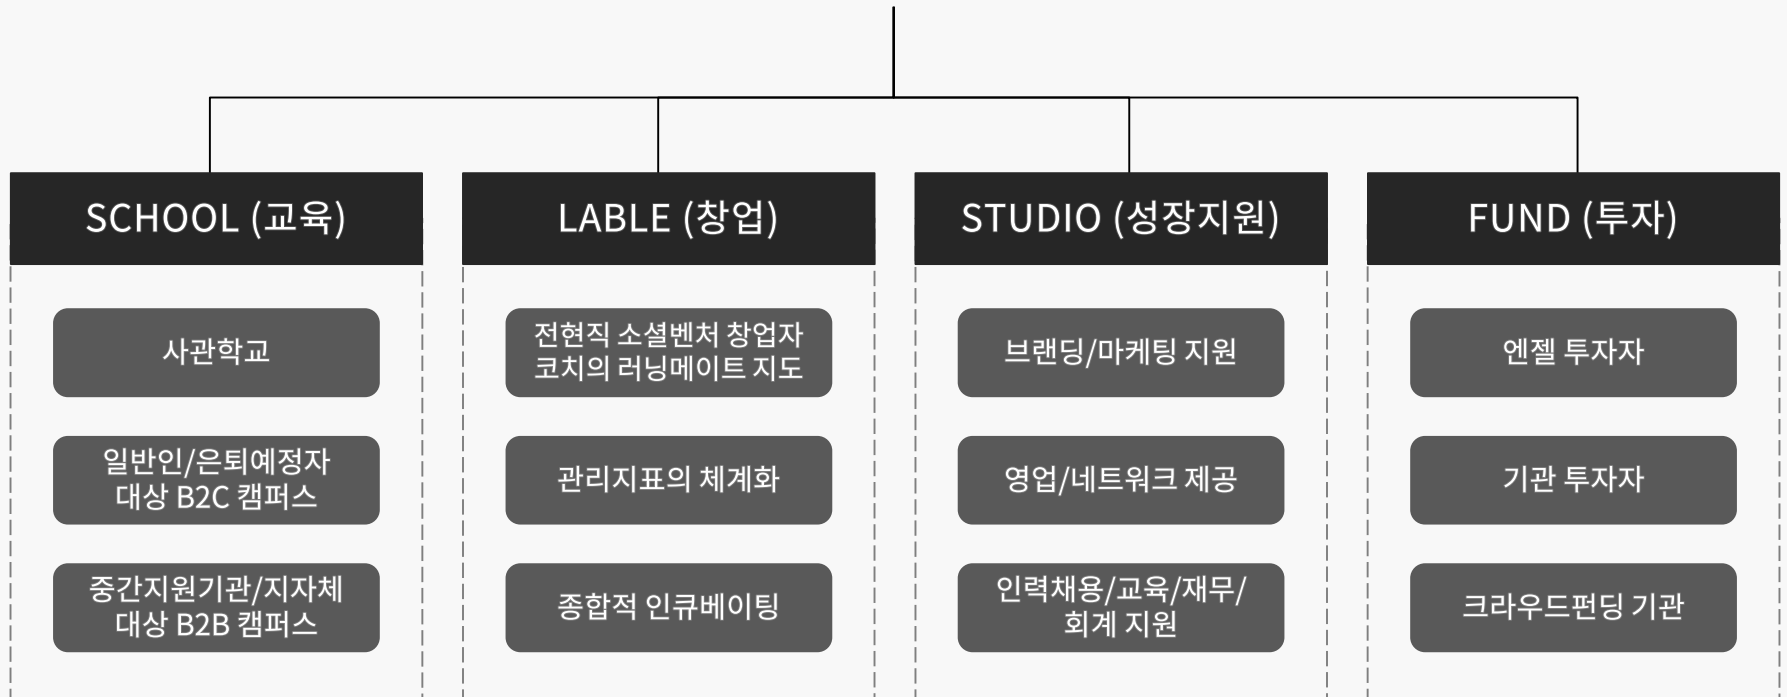 SCHOOL (교육)
사관학교
일반인/은퇴예정자
대상 B2C 캠퍼스
중간지원기관/지자체
대상 B2B 캠퍼스
LABLE (창업)
전현직 소셜벤처 창업자
코치의 러닝메이트 지도
관리지표의 체계화
종합적 인큐베이팅
STUDIO (성장지원)
브랜딩/마케팅 지원
영업/네트워크 제공
인력채용/교육/재무/
회계 지원
FUND (투자)
엔젤 투자자
기관 투자자
크라우드펀딩 기관